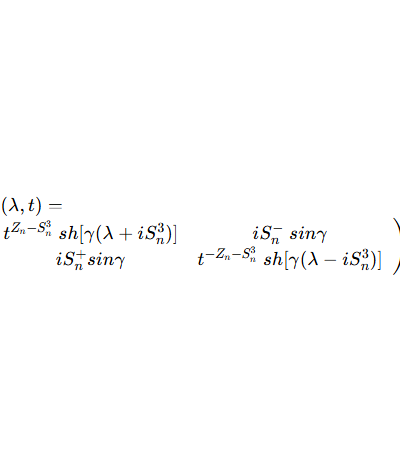 (λ, t) =
t^{Z_n−S_n^3} sh[γ(λ + iS_n^3)] iS_n^− sinγ
iS_n^+ sinγ t^{−Z_n−S_n^3} sh[γ(λ − iS_n^3)]